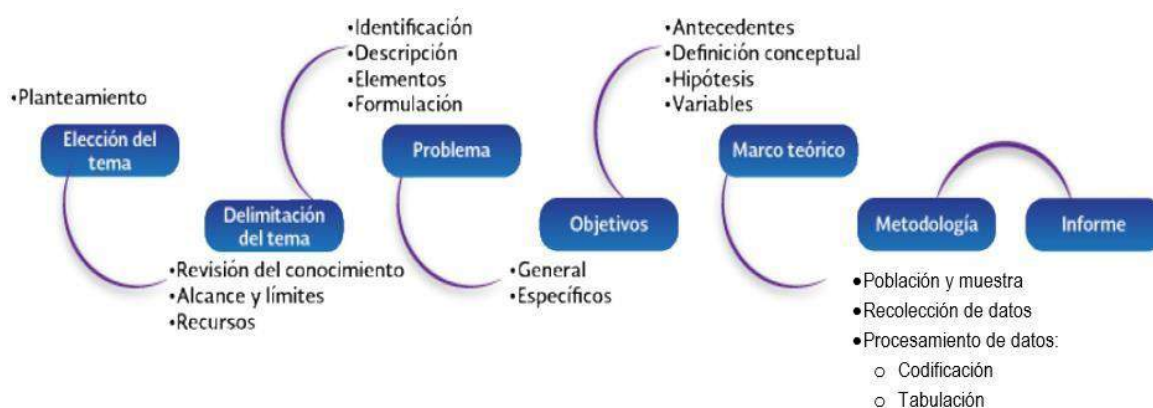 •Planteamiento
Elección del
tema
Delimitación
del tema
•Revisión del conocimiento
•Alcance y límites
•Recursos
•Identificación
•Descripción
•Elementos
•Formulación
Problema
Objetivos
•General
•Específicos
•Antecedentes
•Definición conceptual
•Hipótesis
•Variables
Marco teórico
Metodología
•Población y muestra
•Recolección de datos
•Procesamiento de datos:
o Codificación
o Tabulación
Informe